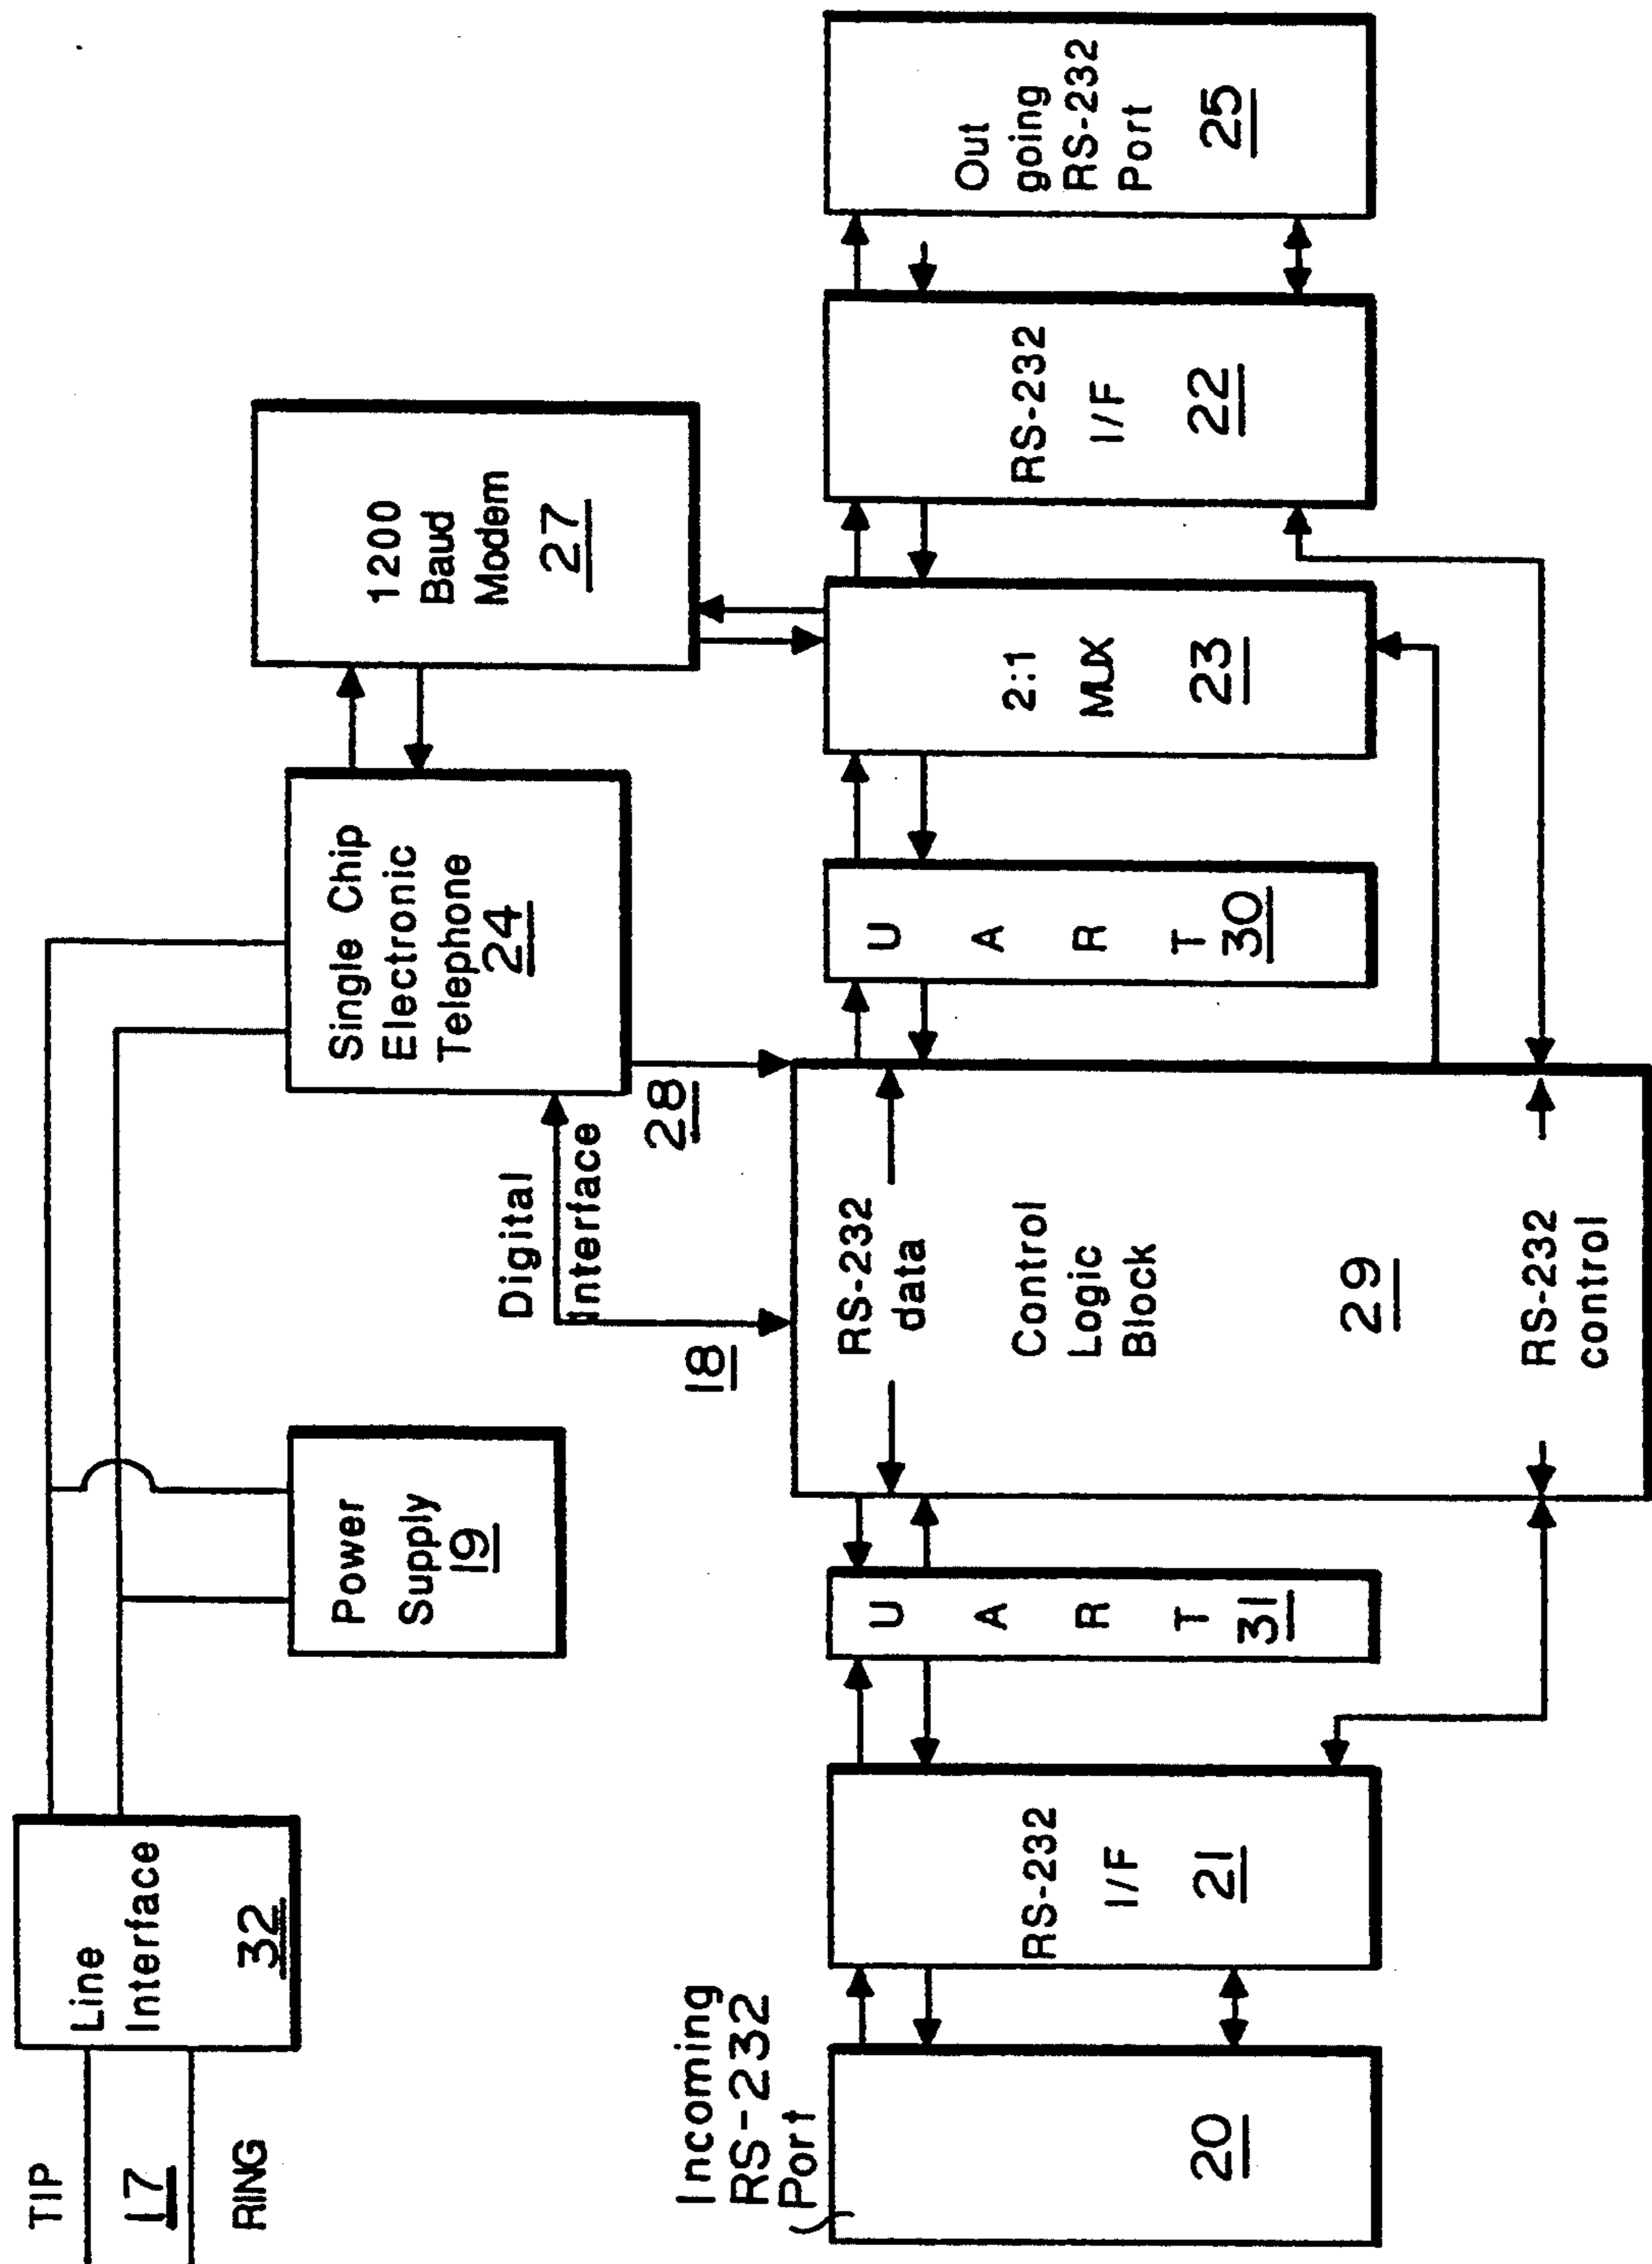 TIP
17
RING
Line
Interface
32
Power
Supply
19
Single Chip
Electronic
Telephone
24
1200
Baud
Modem
27
Digital
Interface
18
28
Incoming
RS-232
Port
20
RS-232
I/F
21
U
A
R
T
31
RS-232
data
Control
Logic
Block
29
RS-232
control
U
A
R
T
30
2:1
MUX
23
RS-232
I/F
22
Out
going
RS-232
Port
25